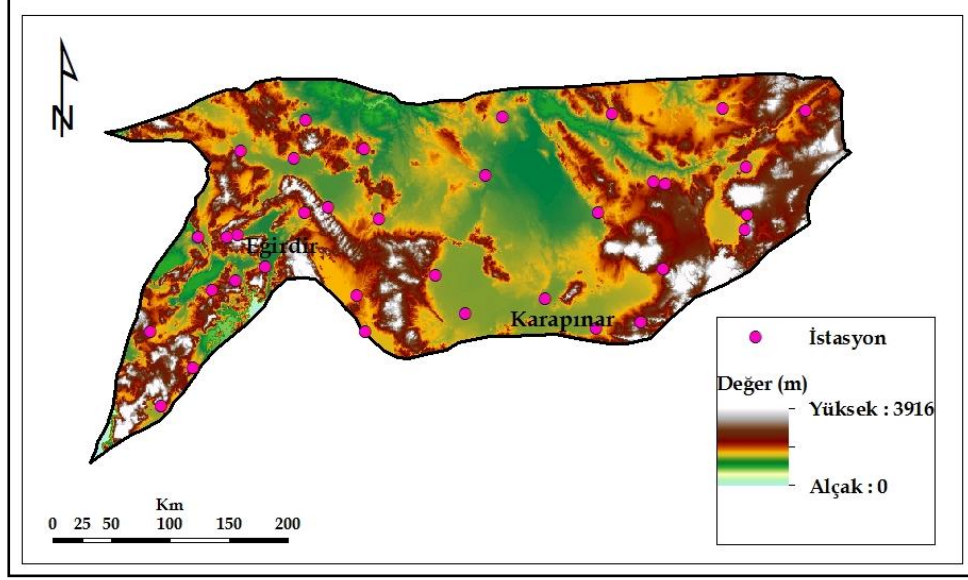 N
Eğirdir
Karapınar
İstasyon
Değer (m)
Yüksek : 3916
Alçak : 0
Km
0 25 50 100 150 200